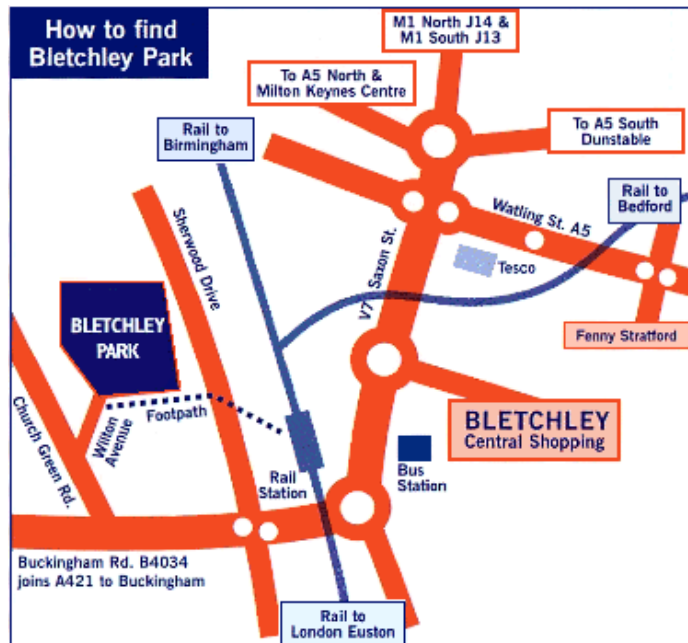 How to find
Bletchley Park
M1 North J14 &
M1 South J13
To A5 North &
Milton Keynes Centre
To A5 South
Dunstable
Rail to
Birmingham
Rail to
Bedford
Watling St. A5
Sherwood Drive
V7 Saxon St.
Tesco
BLETCHLEY
PARK
Fenny Stratford
Footpath
Wilton
Avenue
Church Green Rd.
BLETCHLEY
Central Shopping
Rail
Station
Bus
Station
Buckingham Rd. B4034
joins A421 to Buckingham
Rail to
London Euston